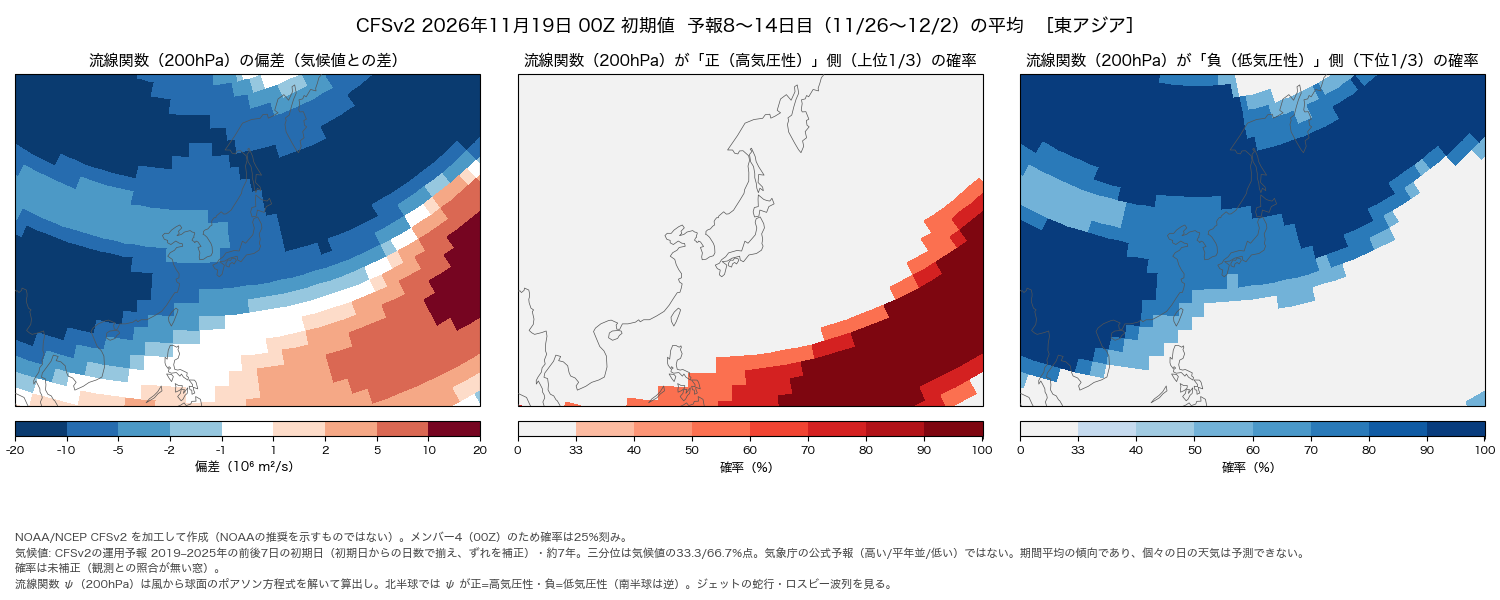 CFSv2 2026年11月19日 00Z 初期値 予報8～14日目（11/26～12/2）の平均 ［東アジア］
流線関数（200hPa）の偏差（気候値との差）
流線関数（200hPa）が「正（高気圧性）」側（上位1/3）の確率
流線関数（200hPa）が「負（低気圧性）」側（下位1/3）の確率
-20 -10 -5 -2 -1 1 2 5 10 20
偏差（10⁶ m²/s）
0 33 40 50 60 70 80 90 100
確率（%）
0 33 40 50 60 70 80 90 100
確率（%）
NOAA/NCEP CFSv2 を加工して作成（NOAAの推奨を示すものではない）。メンバー4（00Z）のため確率は25%刻み。
気候値: CFSv2の運用予報 2019–2025年の前後7日の初期日（初期日からの日数で揃え、ずれを補正）・約7年。三分位は気候値の33.3/66.7%点。気象庁の公式予報（高い/平年並/低い）ではない。期間平均の傾向であり、個々の日の天気は予測できない。
確率は未補正（観測との照合が無い窓）。
流線関数 ψ（200hPa）は風から球面のポアソン方程式を解いて算出し。北半球では ψ が正=高気圧性・負=低気圧性（南半球は逆）。ジェットの蛇行・ロスビー波列を見る。